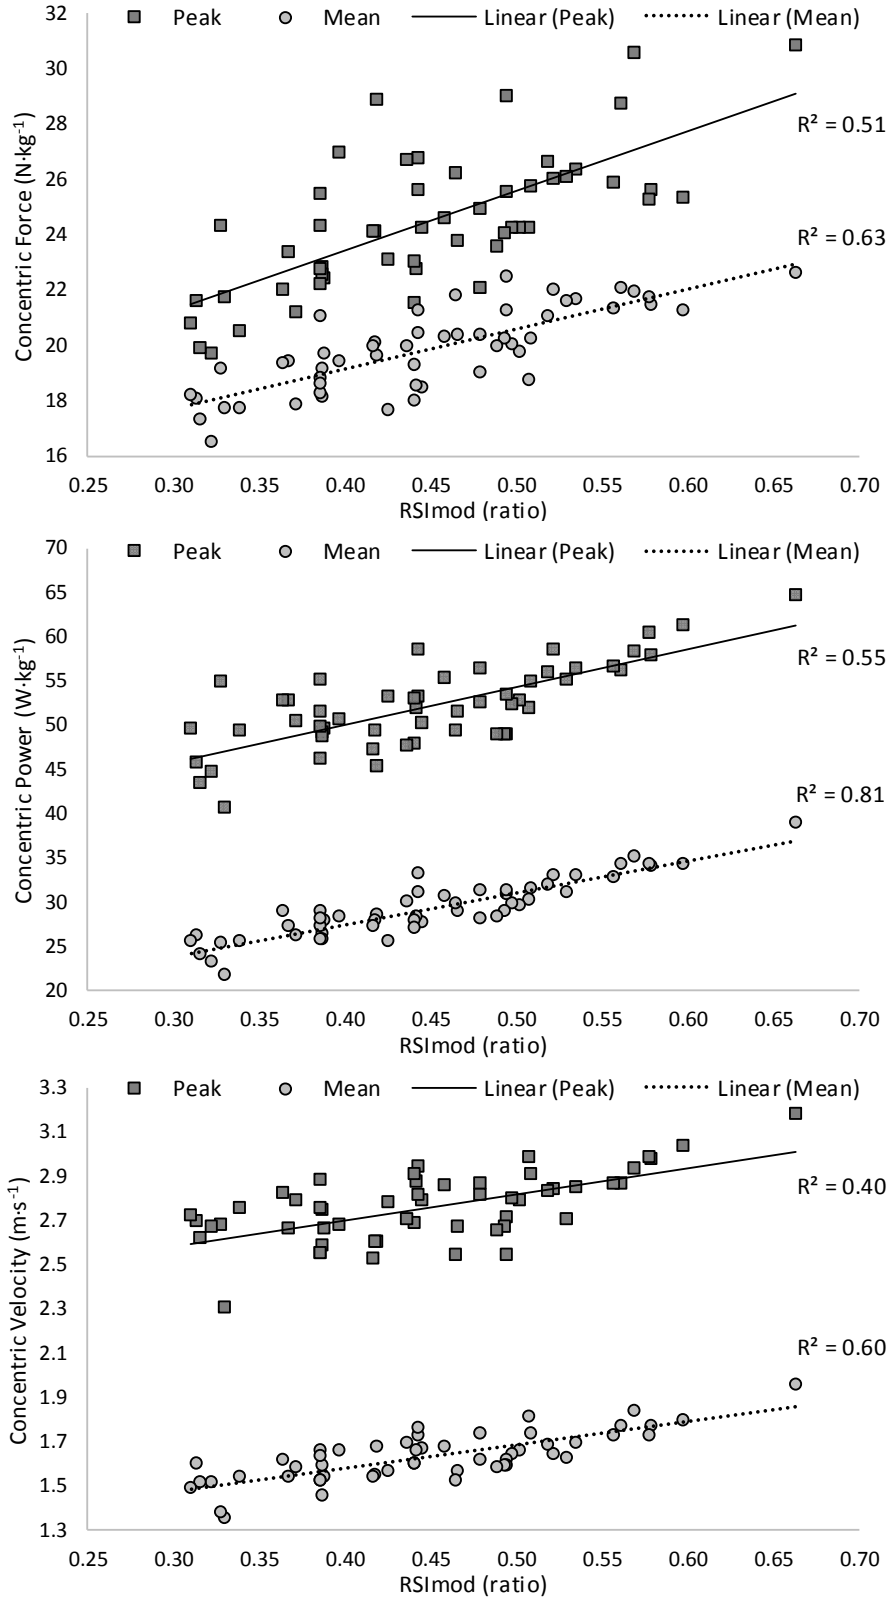 32
Peak Mean Linear (Peak) Linear (Mean)
30
28
R² = 0.51
26
24
R² = 0.63
22
20
18
16
Concentric Force (N·kg⁻¹)
0.25 0.30 0.35 0.40 0.45 0.50 0.55 0.60 0.65 0.70
RSImod (ratio)
70
Peak Mean Linear (Peak) Linear (Mean)
65
60
R² = 0.55
55
50
45
R² = 0.81
40
35
30
25
20
Concentric Power (W·kg⁻¹)
0.25 0.30 0.35 0.40 0.45 0.50 0.55 0.60 0.65 0.70
RSImod (ratio)
3.3
Peak Mean Linear (Peak) Linear (Mean)
3.1
2.9
R² = 0.40
2.7
2.5
2.3
2.1
R² = 0.60
1.9
1.7
1.5
1.3
Concentric Velocity (m·s⁻¹)
0.25 0.30 0.35 0.40 0.45 0.50 0.55 0.60 0.65 0.70
RSImod (ratio)